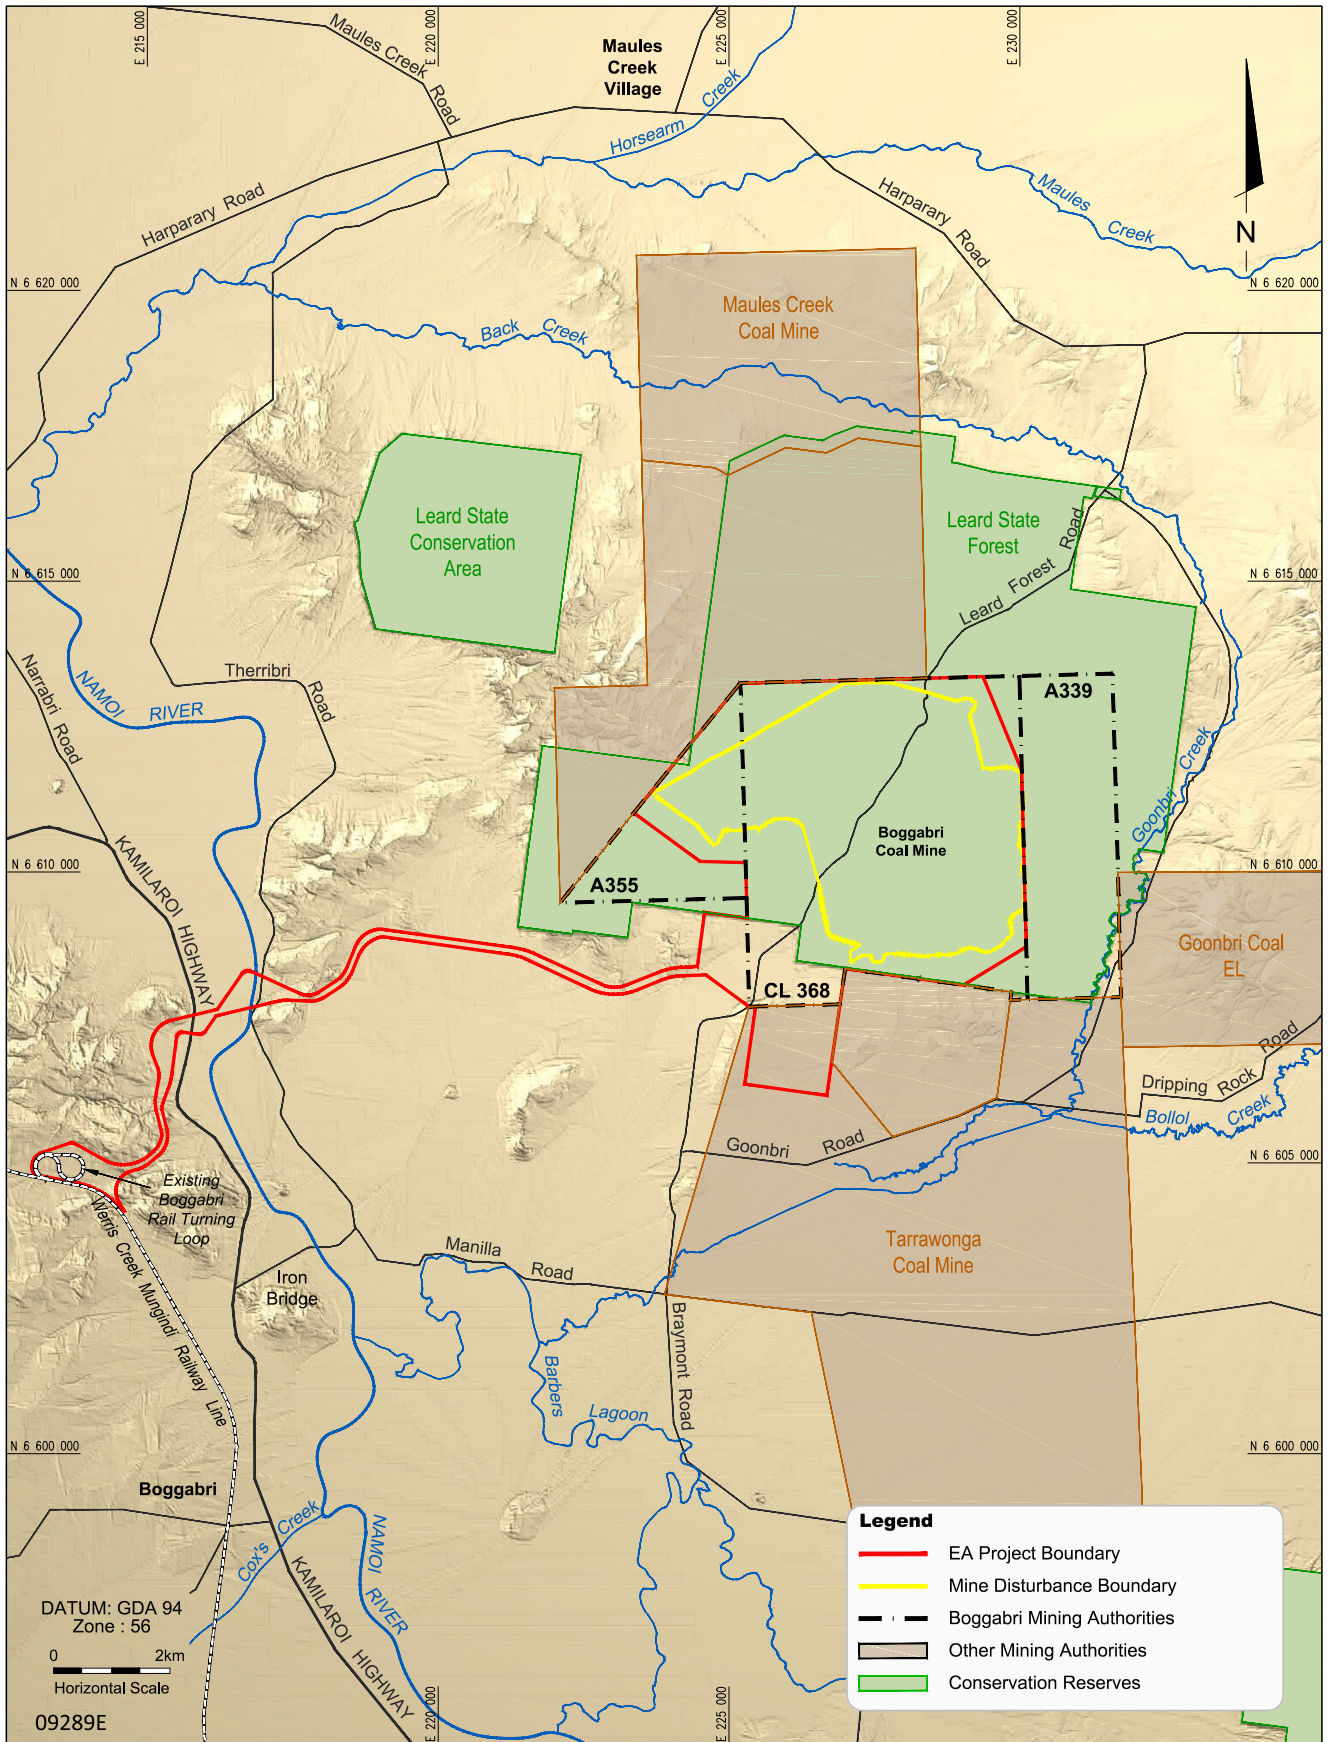 E 215 000
E 220 000
E 225 000
E 230 000
Maules Creek Road
Maules
Creek
Village
Horsearm Creek
Maules Creek
Harparary Road
Harparary Road
N
N 6 620 000
N 6 620 000
Maules Creek
Coal Mine
Back Creek
Leard State
Conservation
Area
Leard State
Forest
Leard Forest Road
N 6 615 000
N 6 615 000
Narrabri Road
NAMOI RIVER
Therribri Road
A339
Goonbri Creek
Boggabri
Coal Mine
KAMILAROI HIGHWAY
N 6 610 000
N 6 610 000
A355
Goonbri Coal
EL
CL 368
Dripping Rock Road
Bollol Creek
Goonbri Road
N 6 605 000
Existing
Boggabri
Rail Turning
Loop
Werris Creek Mungindi Railway Line
Manilla Road
Tarrawonga
Coal Mine
Iron
Bridge
Braymont Road
Barbers Lagoon
N 6 600 000
N 6 600 000
Boggabri
Cox's Creek
NAMOI RIVER
KAMILAROI HIGHWAY
DATUM: GDA 94
Zone : 56
0 2km
Horizontal Scale
09289E
E 220 000
E 225 000
Legend
EA Project Boundary
Mine Disturbance Boundary
Boggabri Mining Authorities
Other Mining Authorities
Conservation Reserves
N 6 605 000